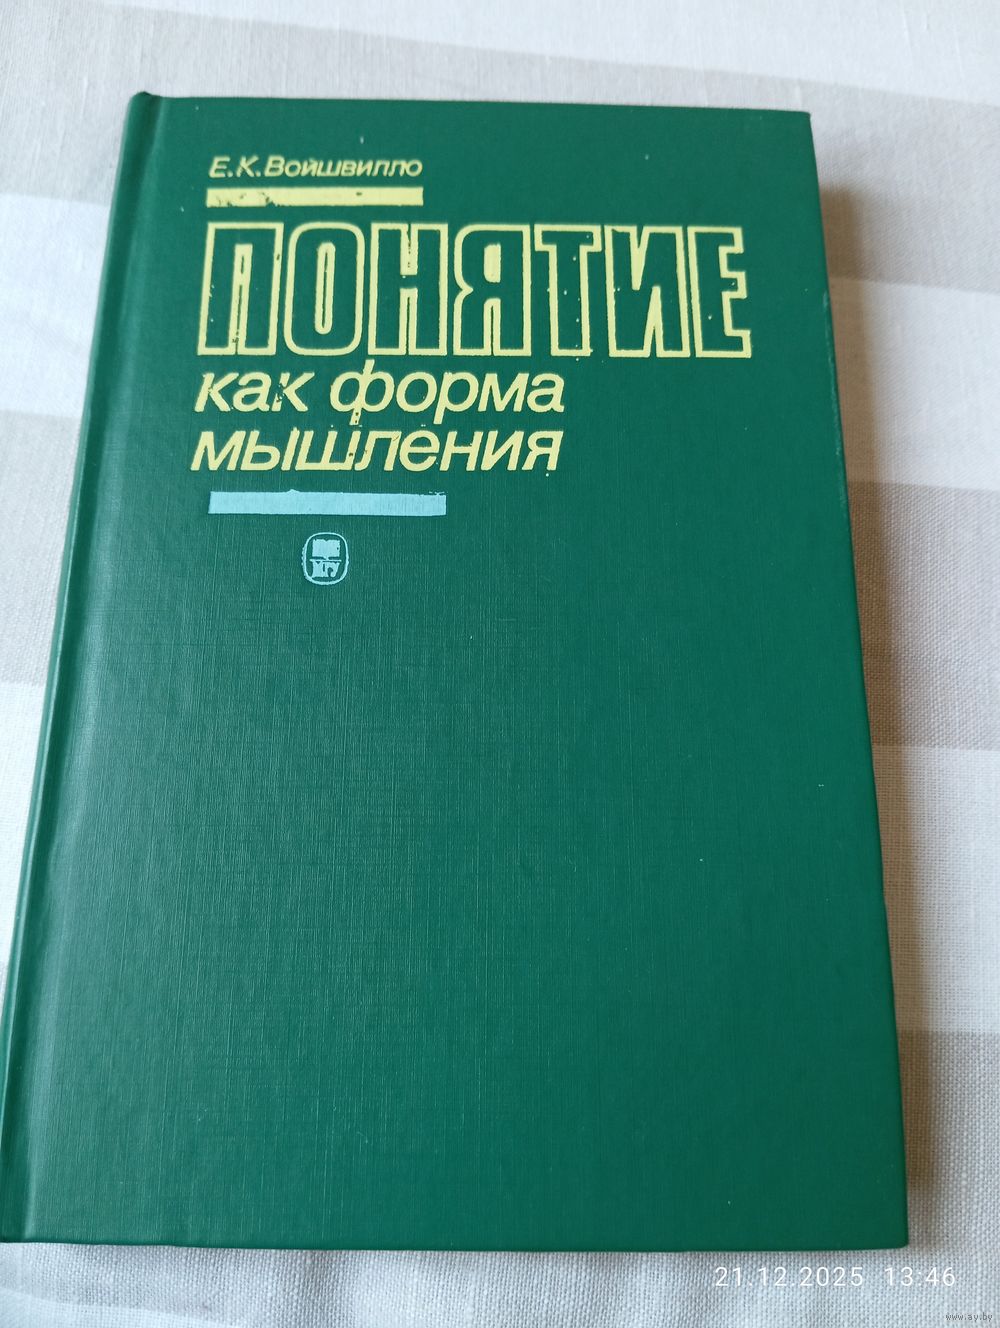 Е.К.Войшвилло
ПОНЯТИЕ
как форма
мышления
МГУ
21.12.2025 13:46
www.ay.by